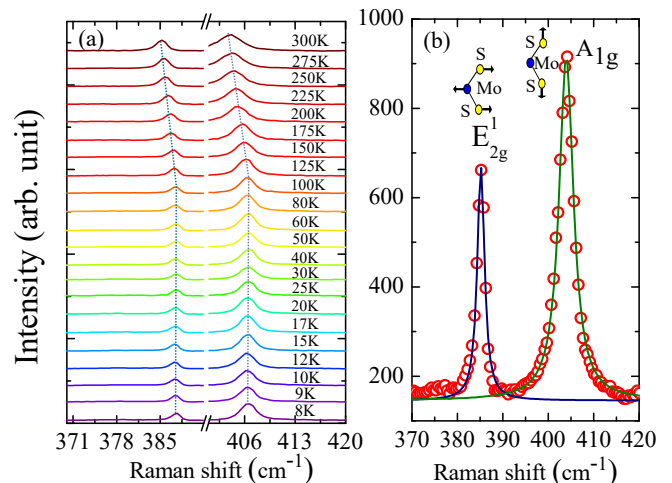 (a)
300K
275K
250K
225K
200K
175K
150K
125K
100K
80K
60K
50K
40K
30K
25K
20K
17K
15K
12K
10K
9K
8K
Intensity (arb. unit)
371 378 385 406 413 420
Raman shift (cm⁻¹)
(b)
S
Mo
S
E¹₂g
S
Mo
S
A₁g
1000
800
600
400
200
370 380 390 400 410 420
Raman shift (cm⁻¹)